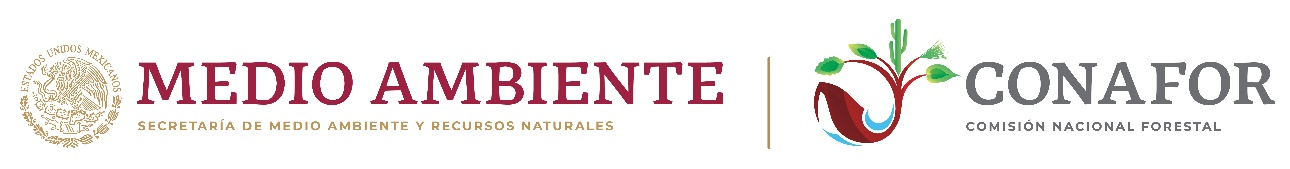 ESTADOS UNIDOS MEXICANOS
MEDIO AMBIENTE
SECRETARÍA DE MEDIO AMBIENTE Y RECURSOS NATURALES
CONAFOR
COMISIÓN NACIONAL FORESTAL